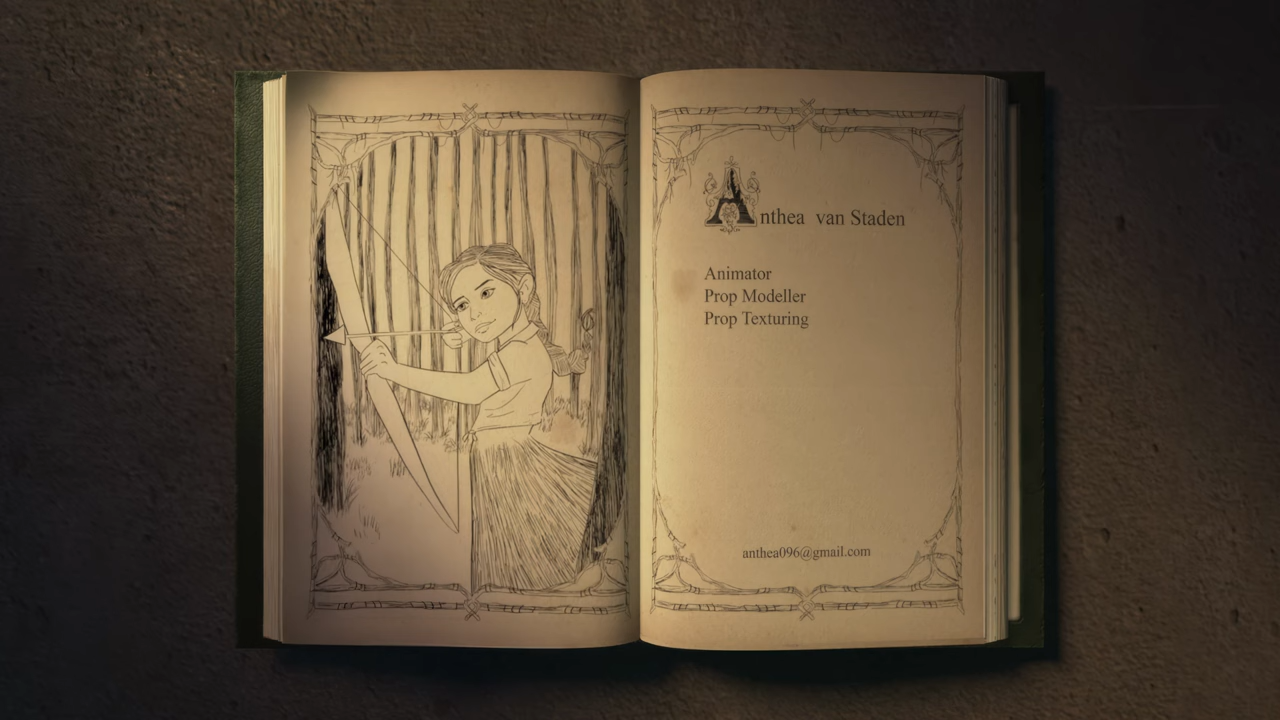 Anthea van Staden
Animator
Prop Modeller
Prop Texturing
anthea096@gmail.com